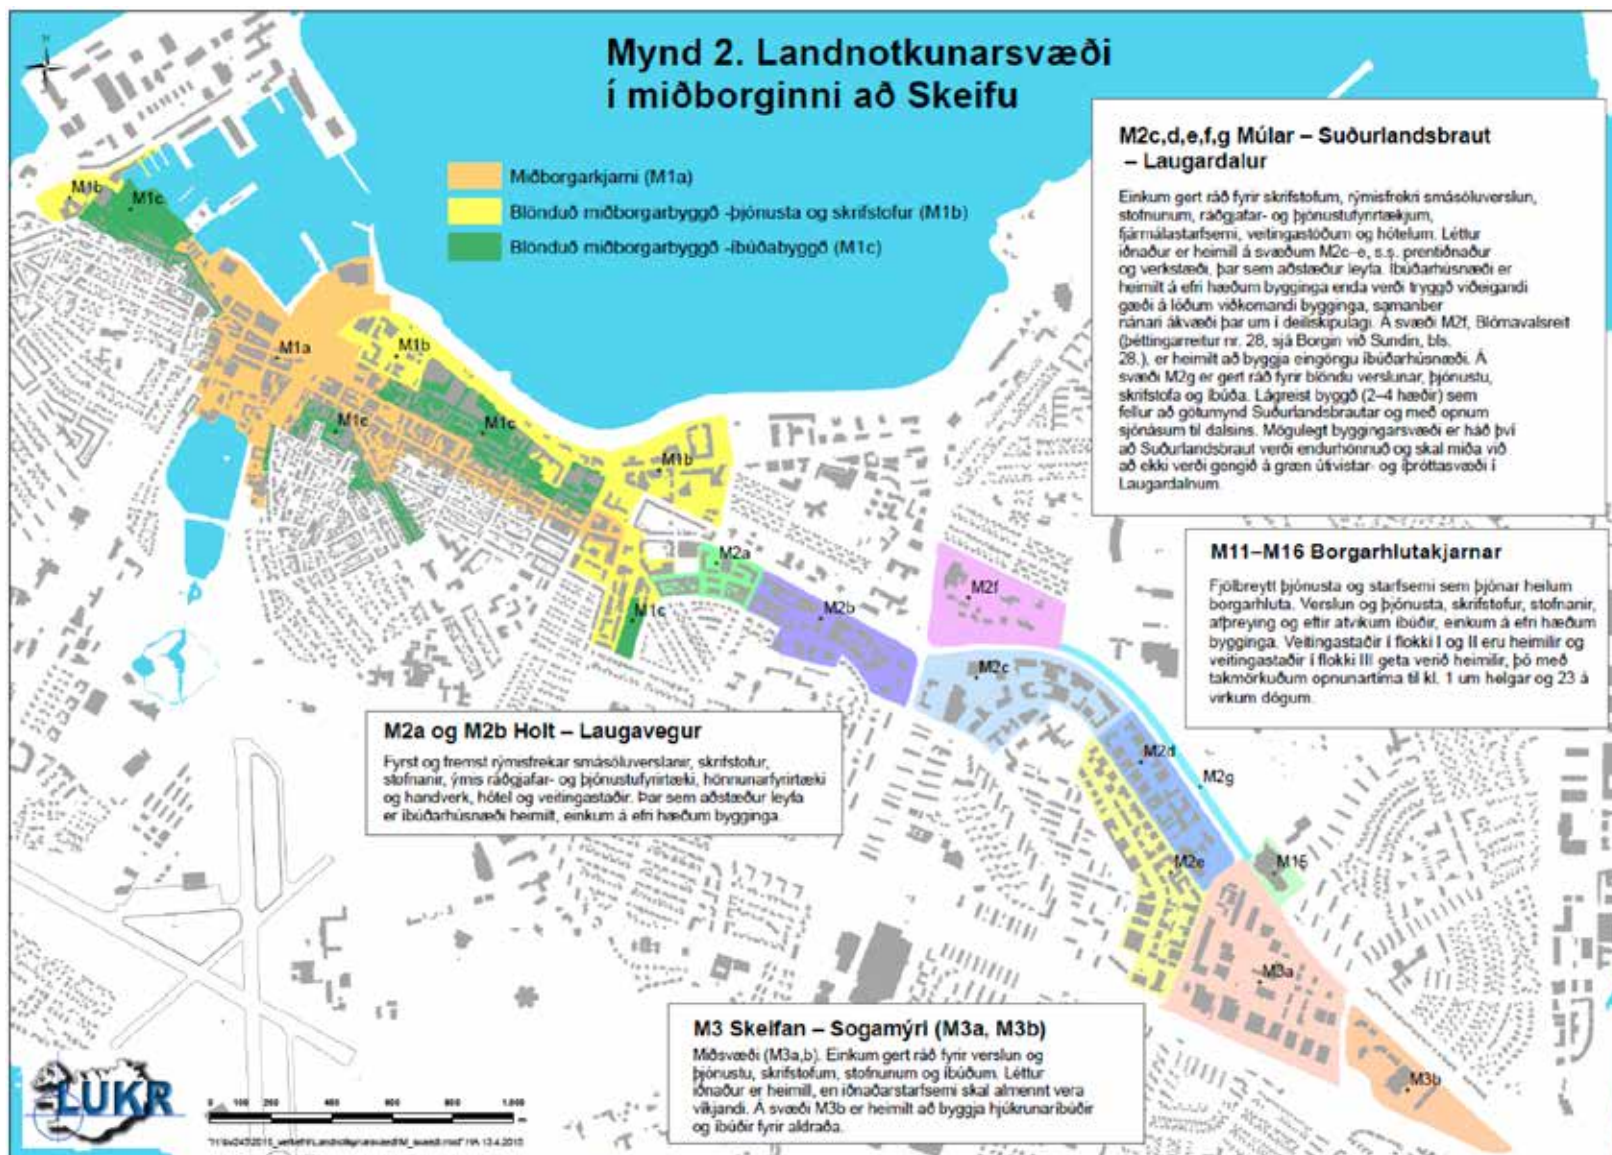 N
Mynd 2. Landnotkunarsvæði
í miðborginni að Skeifu
Miðborgarkjarni (M1a)
Blönduð miðborgarbyggð -þjónusta og skrifstofur (M1b)
Blönduð miðborgarbyggð -íbúðabyggð (M1c)
M2c,d,e,f,g Múlar – Suðurlandsbraut
– Laugardalur
Einkum gert ráð fyrir skrifstofum, rýmisfrekri smásöluverslun,
stofnunum, ráðgjafar- og þjónustufyrirtækjum,
fjármálastarfsemi, veitingastöðum og hótelum. Léttur
iðnaður er heimill á svæðum M2c–e, s.s. prentiðnaður
og verkstæði, þar sem aðstæður leyfa. Íbúðarhúsnæði er
heimilt á efri hæðum bygginga enda verði tryggð viðeigandi
gæði á lóðum viðkomandi bygginga, samanber
nánari ákvæði þar um í deiliskipulagi. Á svæði M2f, Blómavalsreit
(þéttingarreitur nr. 28, sjá Borgin við Sundin, bls.
28.), er heimilt að byggja eingöngu íbúðarhúsnæði. Á
svæði M2g er gert ráð fyrir blöndu verslunar, þjónustu,
skrifstofa og íbúða. Lágreist byggð (2–4 hæðir) sem
fellur að götumynd Suðurlandsbrautar og með opnum
sjónásum til dalsins. Mögulegt byggingarsvæði er háð því
að Suðurlandsbraut verði endurhönnuð og skal miða við
að ekki verði gengið á græn útivistar- og íþróttasvæði í
Laugardalnum.
M11–M16 Borgarhlutakjarnar
Fjölbreytt þjónusta og starfsemi sem þjónar heilum
borgarhluta. Verslun og þjónusta, skrifstofur, stofnanir,
afþreying og eftir atvikum íbúðir, einkum á efri hæðum
bygginga. Veitingastaðir í flokki I og II eru heimilir og
veitingastaðir í flokki III geta verið heimilir, þó með
takmörkuðum opnunartíma til kl. 1 um helgar og 23 á
virkum dögum.
M1b
M1c
M1a
M1b
M1c
M1c
M1b
M2a
M1c
M2b
M2f
M2c
M2d
M2g
M2e
M15
M3a
M3b
M2a og M2b Holt – Laugavegur
Fyrst og fremst rýmisfrekar smásöluverslanir, skrifstofur,
stofnanir, ýmis ráðgjafar- og þjónustufyrirtæki, hönnunarfyrirtæki
og handverk, hótel og veitingastaðir. Þar sem aðstæður leyfa
er íbúðarhúsnæði heimilt, einkum á efri hæðum bygginga.
M3 Skeifan – Sogamýri (M3a, M3b)
Miðsvæði (M3a,b). Einkum gert ráð fyrir verslun og
þjónustu, skrifstofum, stofnunum og íbúðum. Léttur
iðnaður er heimill, en iðnaðarstarfsemi skal almennt vera
víkjandi. Á svæði M3b er heimilt að byggja hjúkrunaríbúðir
og íbúðir fyrir aldraða.
LUKR
0 100 200 400 600 800 1.000